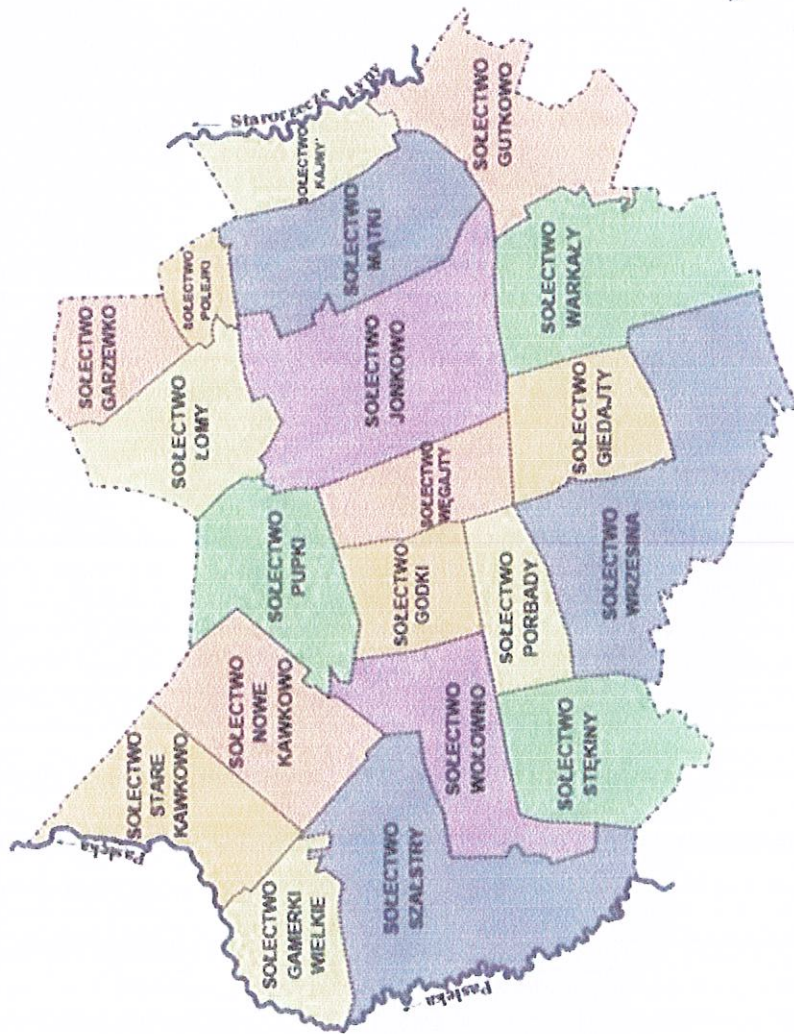 Pasłęka
SOŁECTWO
STARE
KAWKOWO
SOŁECTWO
GAMERKI
WIELKIE
SOŁECTWO
NOWE
KAWKOWO
SOŁECTWO
SZAŁSTRY
Pasłęka
SOŁECTWO
PUPKI
SOŁECTWO
WOŁOWNO
SOŁECTWO
GODKI
SOŁECTWO
PORBADY
SOŁECTWO
STĘKINY
SOŁECTWO
ŁOMY
SOŁECTWO
GARZEWKO
SOŁECTWO
POLEJKI
SOŁECTWO
WĘGAJTY
SOŁECTWO
JONKOWO
SOŁECTWO
GIEDAJTY
SOŁECTWO
WRZESINA
SOŁECTWO
MĄTKI
SOŁECTWO
KAJNY
SOŁECTWO
WARKAŁY
SOŁECTWO
GUTKOWO
Starorzecze Łyny